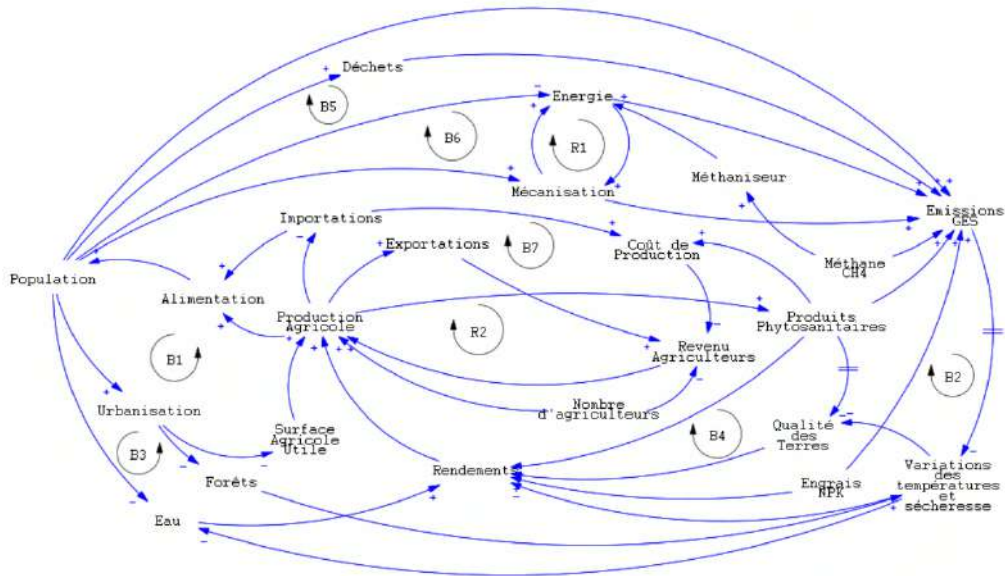 Déchets
B5
Energie
B6
R1
Méthaniseur
Mécanisation
Importations
Emissions
GES
Exportations
B7
Coût de
Production
Population
Méthane
CH4
Alimentation
Production
Agricole
Produits
Phytosanitaires
R2
Revenu
Agriculteurs
B1
B2
Urbanisation
Nombre
d'agriculteurs
Surface
Agricole
Utile
B4
Qualité
des
Terres
B3
Forêts
Rendements
Engrais
NPK
Variations
des
températures
et
sécheresse
Eau